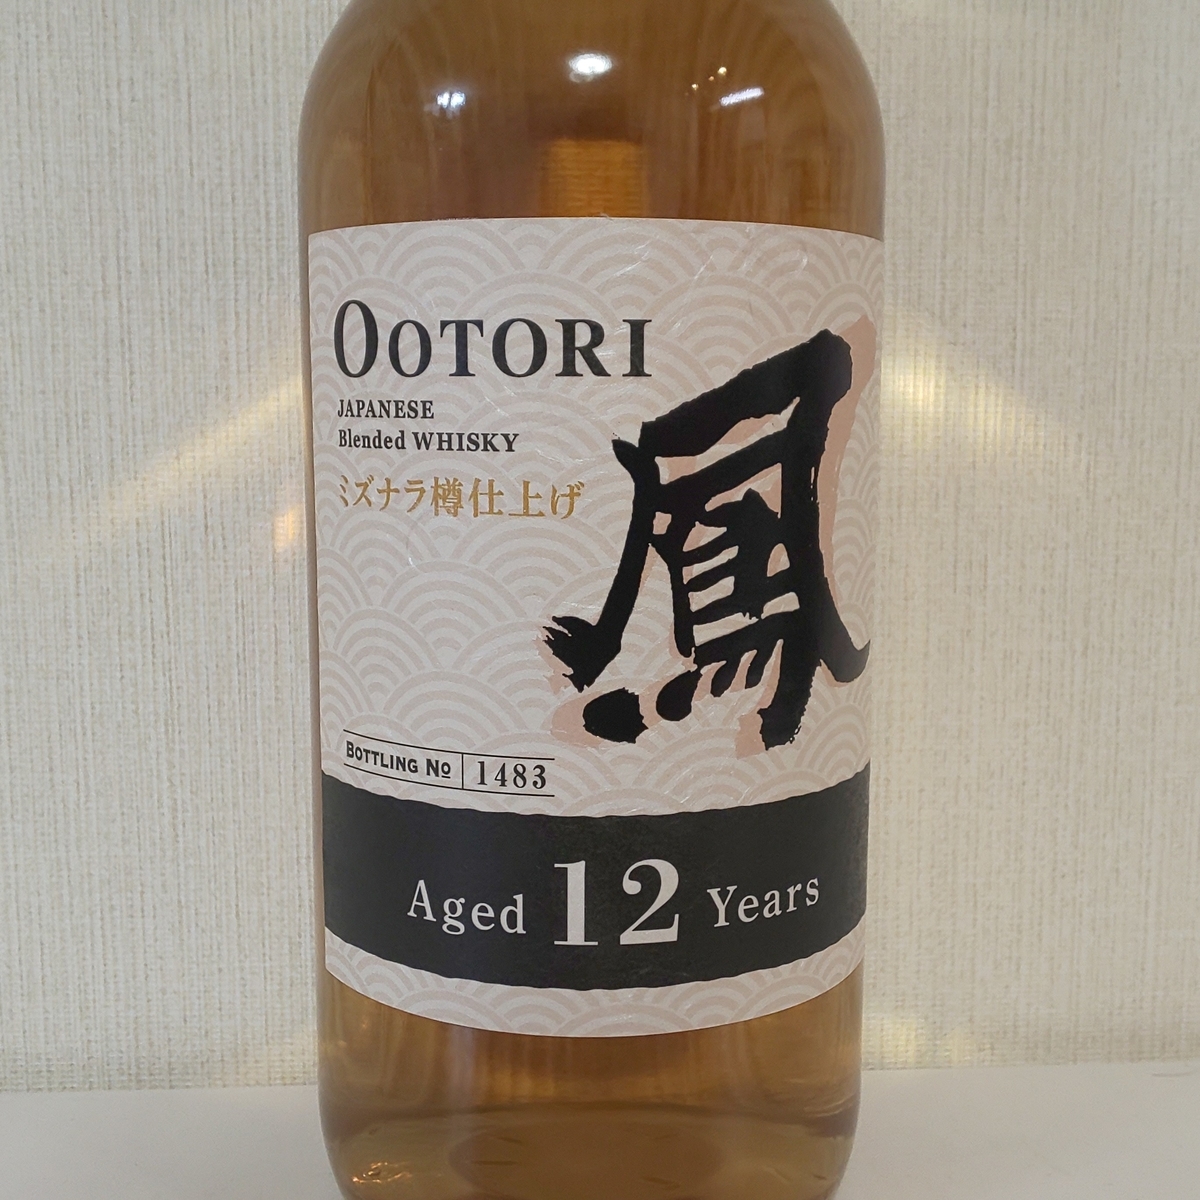 OOTORI
JAPANESE
Blended WHISKY
ミズナラ樽仕上げ
鳳
BOTTLING No 1483
Aged 12 Years